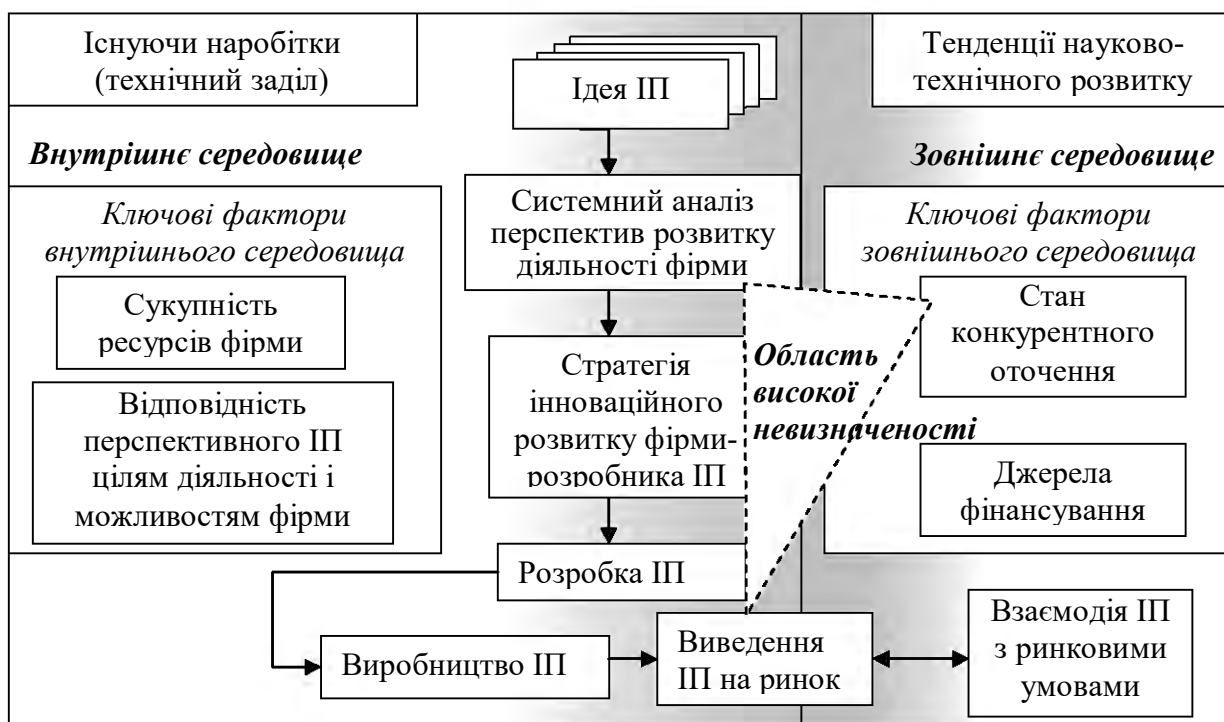 Існуючи наробітки
(технічний заділ)
Ідея ІП
Тенденції науково-
технічного розвитку
Внутрішнє середовище
Зовнішнє середовище
Ключові фактори
внутрішнього середовища
Сукупність
ресурсів фірми
Відповідність
перспективного ІП
цілям діяльності і
можливостям фірми
Системний аналіз
перспектив розвитку
діяльності фірми
Стратегія
інноваційного
розвитку фірми-
розробника ІП
Область
високої
невизначеності
Ключові фактори
зовнішнього середовища
Стан
конкурентного
оточення
Джерела
фінансування
Розробка ІП
Виробництво ІП
Виведення
ІП на ринок
Взаємодія ІП
з ринковими
умовами